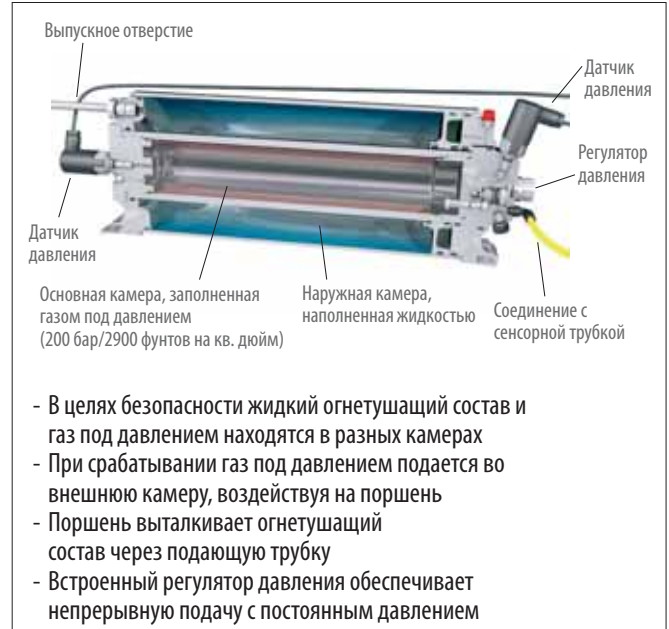 Выпускное отверстие
Датчик
давления
Регулятор
давления
Датчик
давления
Основная камера, заполненная
газом под давлением
(200 бар/2900 фунтов на кв. дюйм)
Наружная камера,
наполненная жидкостью
Соединение с
сенсорной трубкой
- В целях безопасности жидкий огнетушащий состав и
газ под давлением находятся в разных камерах
- При срабатывании газ под давлением подается во
внешнюю камеру, воздействуя на поршень
- Поршень выталкивает огнетушащий
состав через подающую трубку
- Встроенный регулятор давления обеспечивает
непрерывную подачу с постоянным давлением